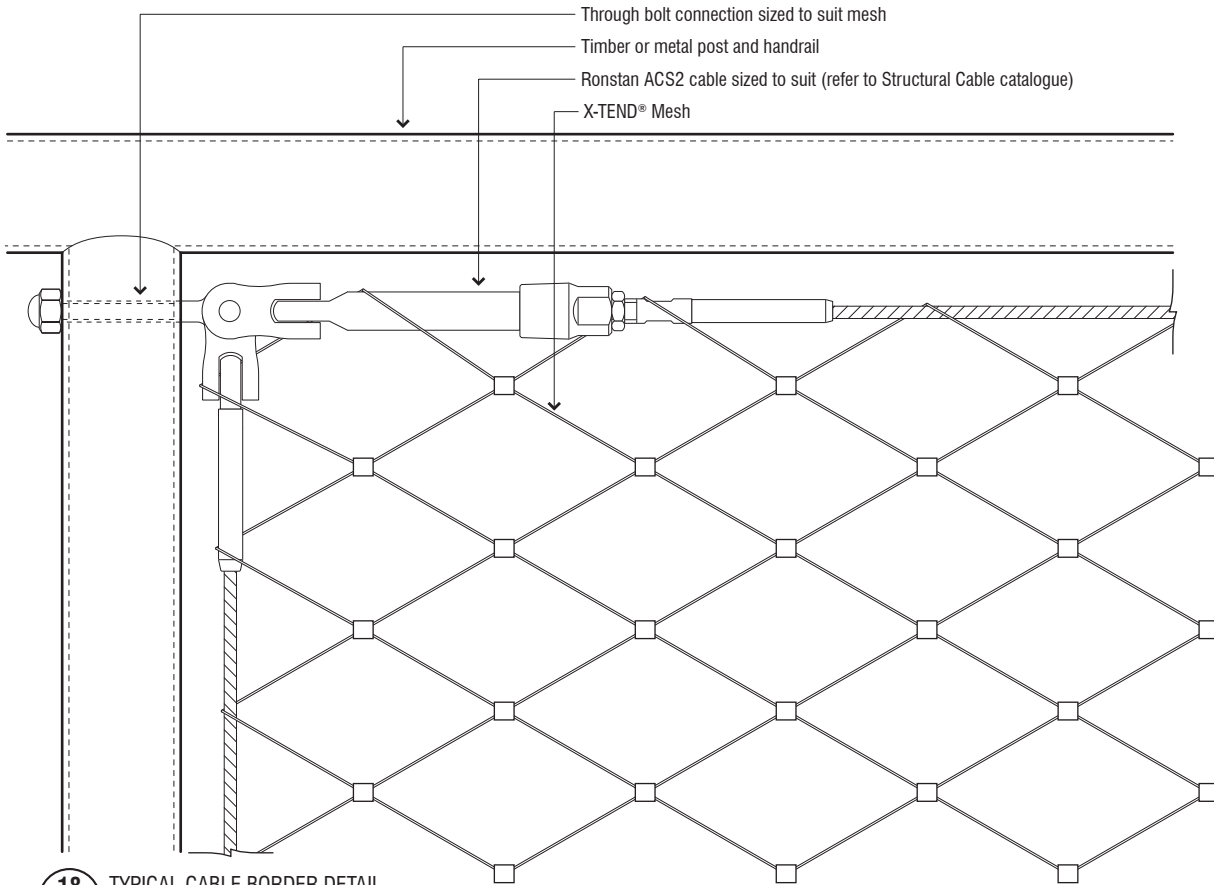 Through bolt connection sized to suit mesh
Timber or metal post and handrail
Ronstan ACS2 cable sized to suit (refer to Structural Cable catalogue)
X-TEND® Mesh
18 TYPICAL CABLE BORDER DETAIL